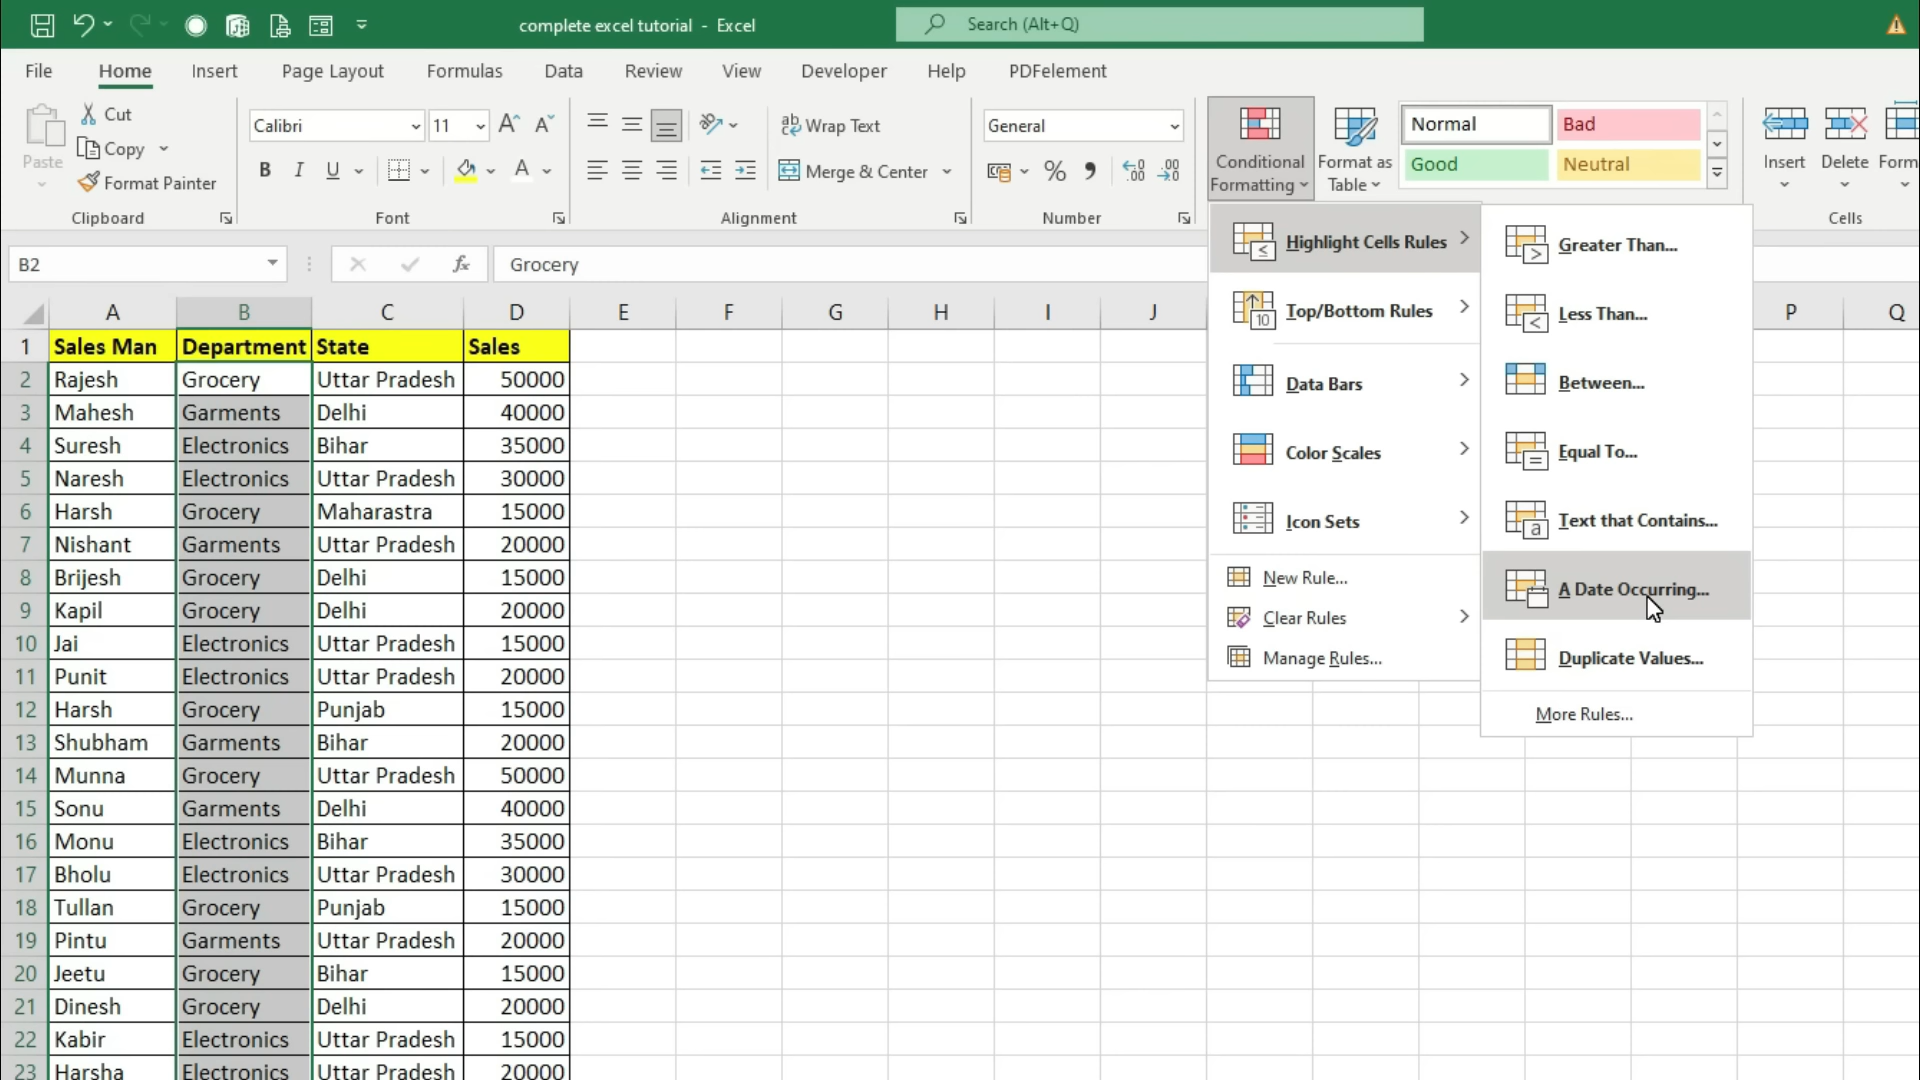 complete excel tutorial - Excel
Search (Alt+Q)
File Home Insert Page Layout Formulas Data Review View Developer Help PDFelement
Paste
Cut
Copy
Format Painter
Clipboard
Calibri 11
B I U A
Font
ab Wrap Text
Merge & Center
Alignment
General
% 9 .00 .00
Number
Conditional Formatting
Format as Table
Normal Bad
Good Neutral
Insert Delete Form
Cells
B2 fx Grocery
A B C D E F G H I J P Q
1 Sales Man Department State Sales
2 Rajesh Grocery Uttar Pradesh 50000
3 Mahesh Garments Delhi 40000
4 Suresh Electronics Bihar 35000
5 Naresh Electronics Uttar Pradesh 30000
6 Harsh Grocery Maharastra 15000
7 Nishant Garments Uttar Pradesh 20000
8 Brijesh Grocery Delhi 15000
9 Kapil Grocery Delhi 20000
10 Jai Electronics Uttar Pradesh 15000
11 Punit Electronics Uttar Pradesh 20000
12 Harsh Grocery Punjab 15000
13 Shubham Garments Bihar 20000
14 Munna Grocery Uttar Pradesh 50000
15 Sonu Garments Delhi 40000
16 Monu Electronics Bihar 35000
17 Bholu Electronics Uttar Pradesh 30000
18 Tullan Grocery Punjab 15000
19 Pintu Garments Uttar Pradesh 20000
20 Jeetu Grocery Bihar 15000
21 Dinesh Grocery Delhi 20000
22 Kabir Electronics Uttar Pradesh 15000
23 Harsha Electronics Uttar Pradesh 20000
Highlight Cells Rules
Top/Bottom Rules
Data Bars
Color Scales
Icon Sets
New Rule...
Clear Rules
Manage Rules...
Greater Than...
Less Than...
Between...
Equal To...
Text that Contains...
A Date Occurring...
Duplicate Values...
More Rules...